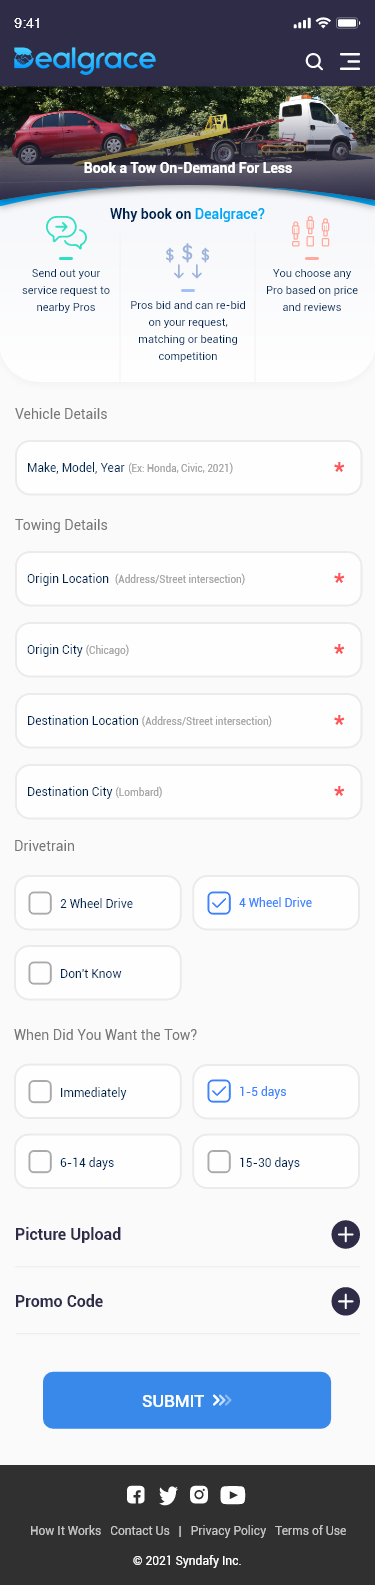 9:41
Dealgrace
Book a Tow On-Demand For Less
Why book on Dealgrace?
Send out your
service request to
nearby Pros
Pros bid and can re-bid
on your request,
matching or beating
competition
You choose any
Pro based on price
and reviews
Vehicle Details
Make, Model, Year (Ex: Honda, Civic, 2021) *
Towing Details
Origin Location (Address/Street intersection) *
Origin City (Chicago) *
Destination Location (Address/Street intersection) *
Destination City (Lombard) *
Drivetrain
2 Wheel Drive
4 Wheel Drive
Don't Know
When Did You Want the Tow?
Immediately
1-5 days
6-14 days
15-30 days
Picture Upload
Promo Code
SUBMIT
How It Works Contact Us | Privacy Policy Terms of Use
© 2021 Syndafy Inc.